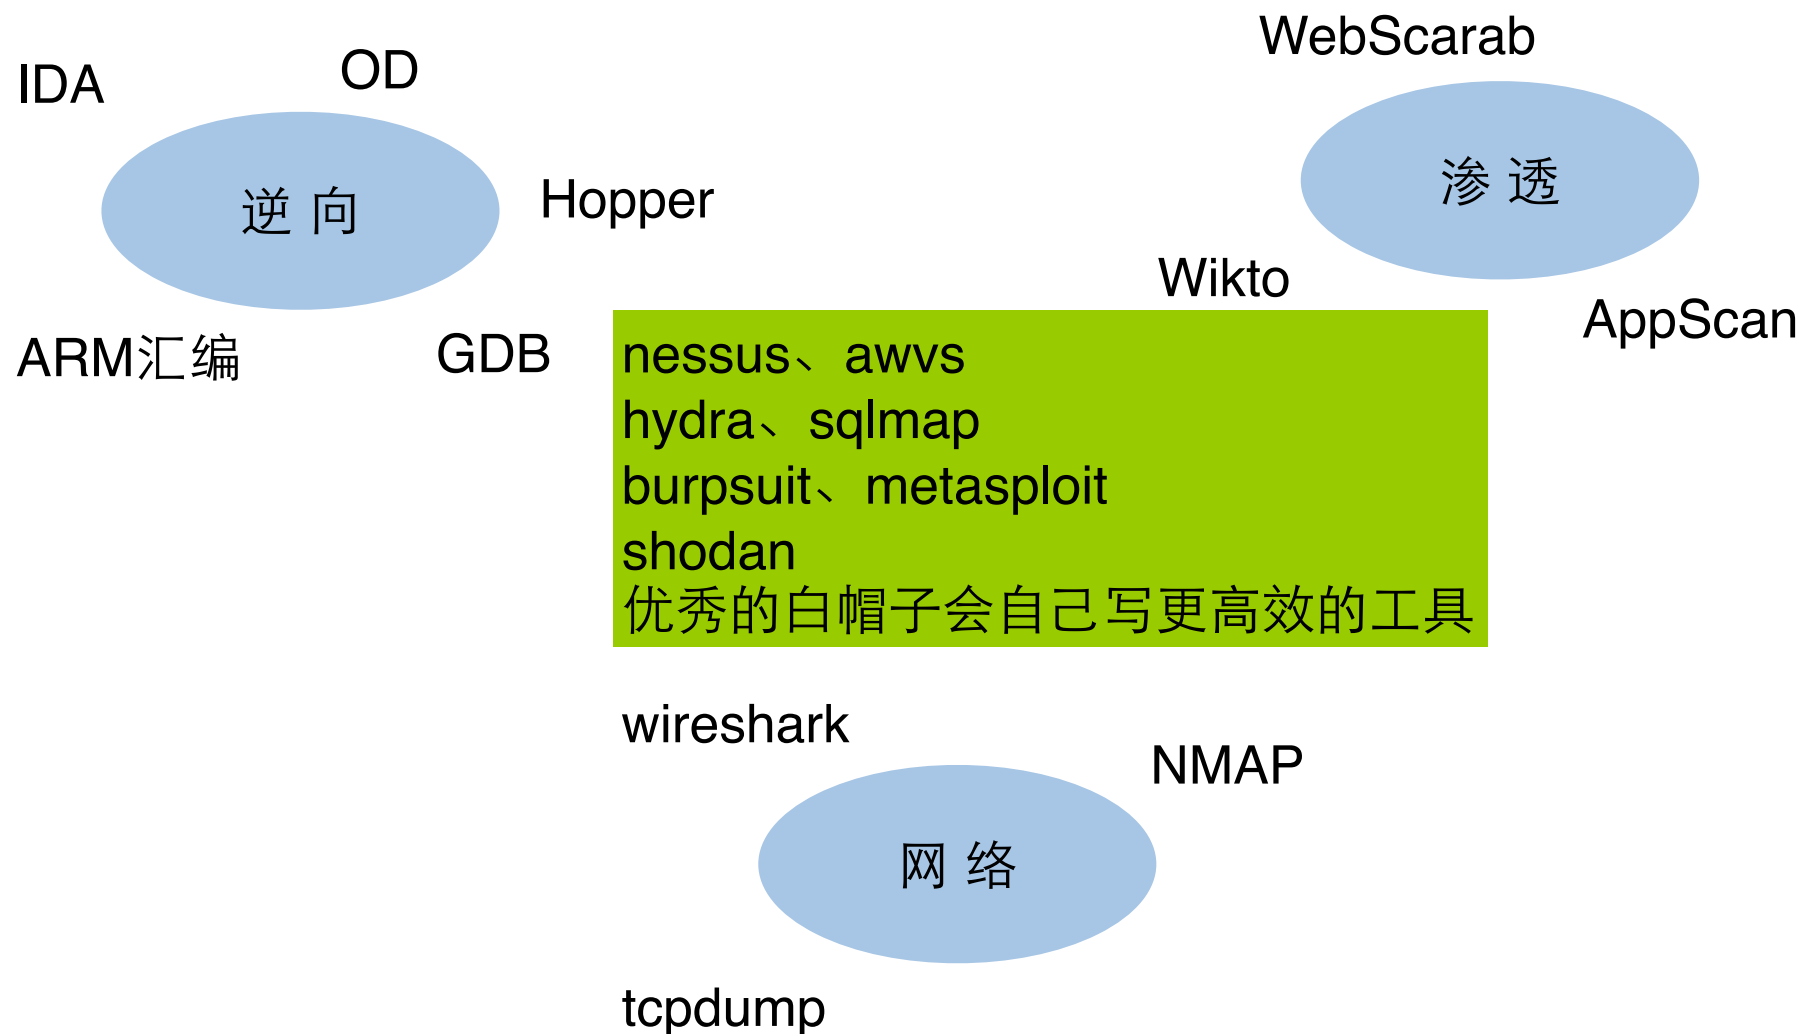 WebScarab
IDA
OD
逆 向
渗 透
Hopper
Wikto
AppScan
ARM汇编
GDB
nessus、awvs
hydra、sqlmap
burpsuit、metasploit
shodan
优秀的白帽子会自己写更高效的工具
wireshark
NMAP
网 络
tcpdump